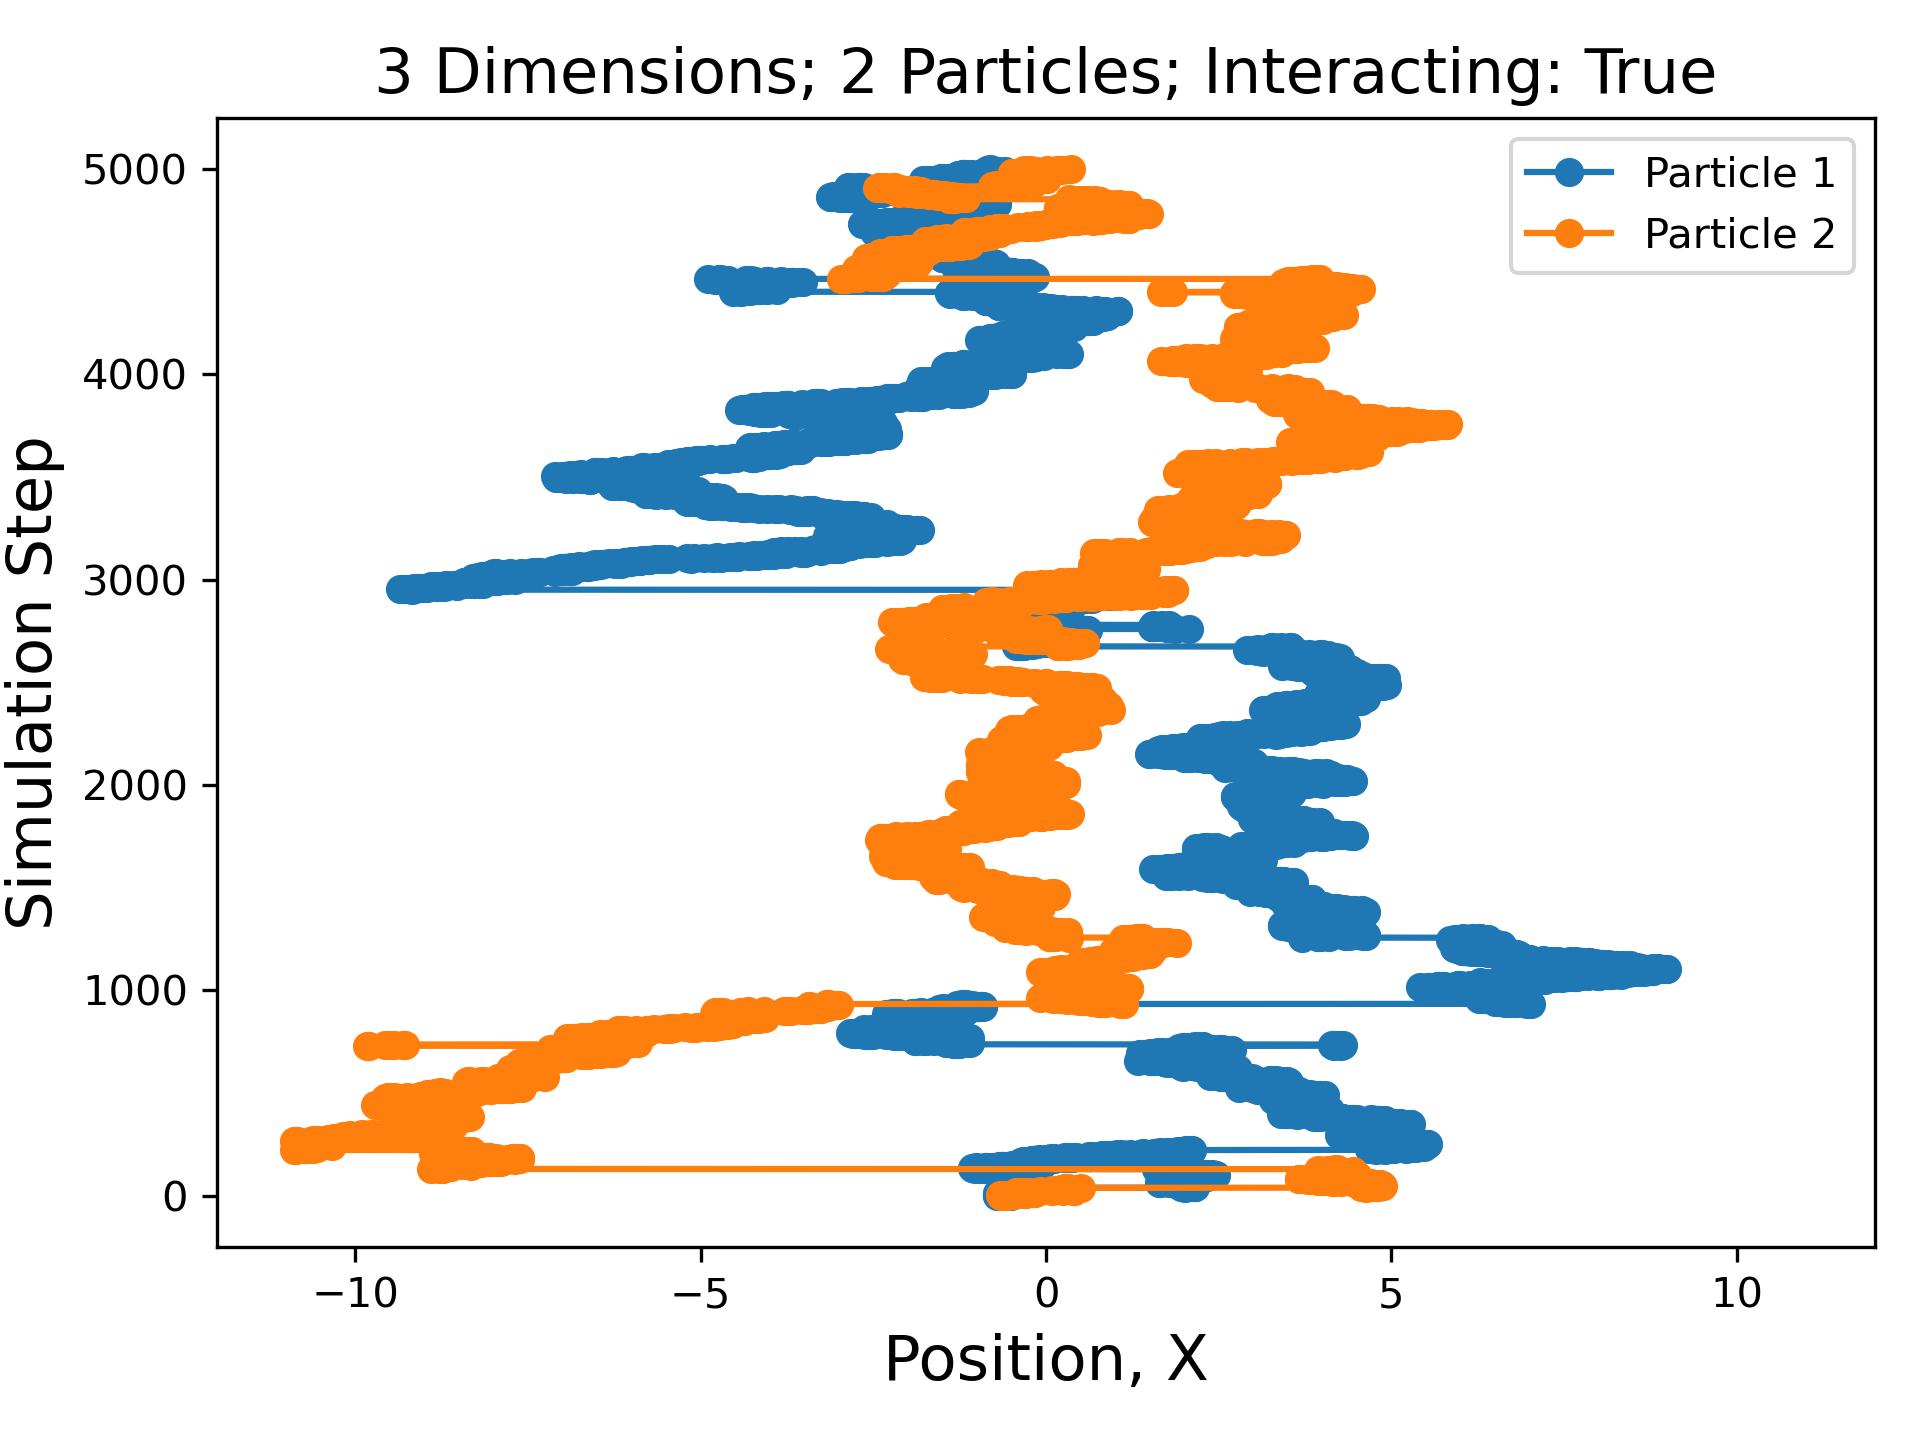 3 Dimensions; 2 Particles; Interacting: True
Particle 1
Particle 2
5000
4000
3000
2000
1000
0
Simulation Step
−10
−5
0
5
10
Position, X